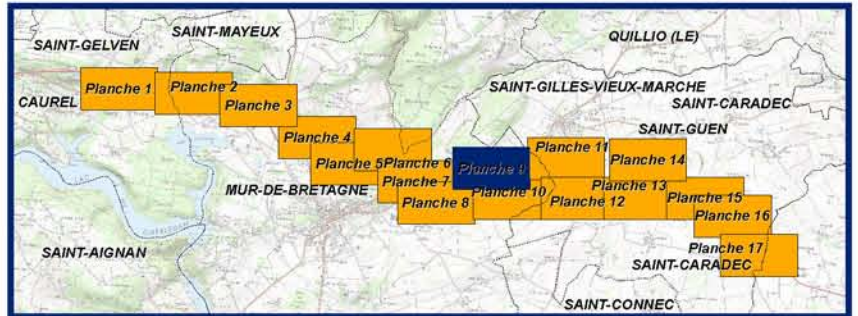 SAINT-GELVEN
SAINT-MAYEUX
QUILLIO (LE)
CAUREL
Planche 1
Planche 2
Planche 3
SAINT-GILLES-VIEUX-MARCHE
SAINT-CARADEC
SAINT-GUEN
Planche 4
Planche 5
Planche 6
Planche 7
Planche 8
Planche 9
Planche 10
Planche 11
Planche 12
Planche 13
Planche 14
Planche 15
Planche 16
Planche 17
MUR-DE-BRETAGNE
SAINT-AIGNAN
SAINT-CARADEC
SAINT-CONNEC